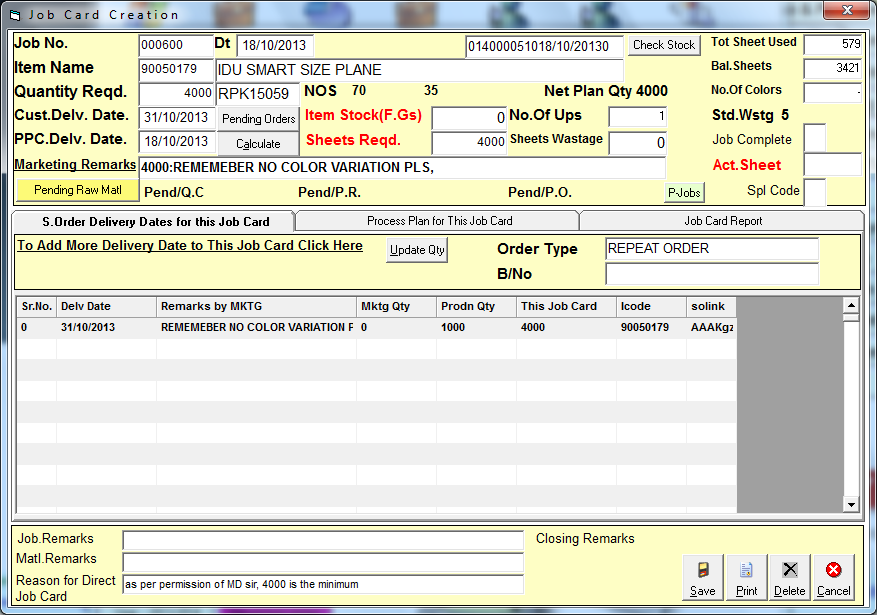 Job Card Creation
Job No. 000600 Dt 18/10/2013 014000051018/10/20130 Check Stock Tot Sheet Used 579
Item Name 90050179 IDU SMART SIZE PLANE Bal.Sheets 3421
Quantity Reqd. 4000 RPK15059 NOS 70 35 Net Plan Qty 4000 No.Of Colors -
Cust.Delv. Date. 31/10/2013 Pending Orders Item Stock(F.Gs) 0 No.Of Ups 1 Std.Wstg 5
PPC.Delv. Date. 18/10/2013 Calculate Sheets Reqd. 4000 Sheets Wastage 0 Job Complete
Marketing Remarks 4000:REMEMEBER NO COLOR VARIATION PLS, Act.Sheet
Pending Raw Matl Pend/Q.C Pend/P.R. Pend/P.O. P-Jobs Spl Code
S.Order Delivery Dates for this Job Card Process Plan for This Job Card Job Card Report
To Add More Delivery Date to This Job Card Click Here Update Qty Order Type REPEAT ORDER
B/No
Sr.No. Delv Date Remarks by MKTG Mktg Qty Prodn Qty This Job Card Icode solink
0 31/10/2013 REMEMEBER NO COLOR VARIATION F 0 1000 4000 90050179 AAAKgz
Job.Remarks Closing Remarks
Matl.Remarks
Reason for Direct as per permission of MD sir, 4000 is the minimum
Job Card
Save Print Delete Cancel